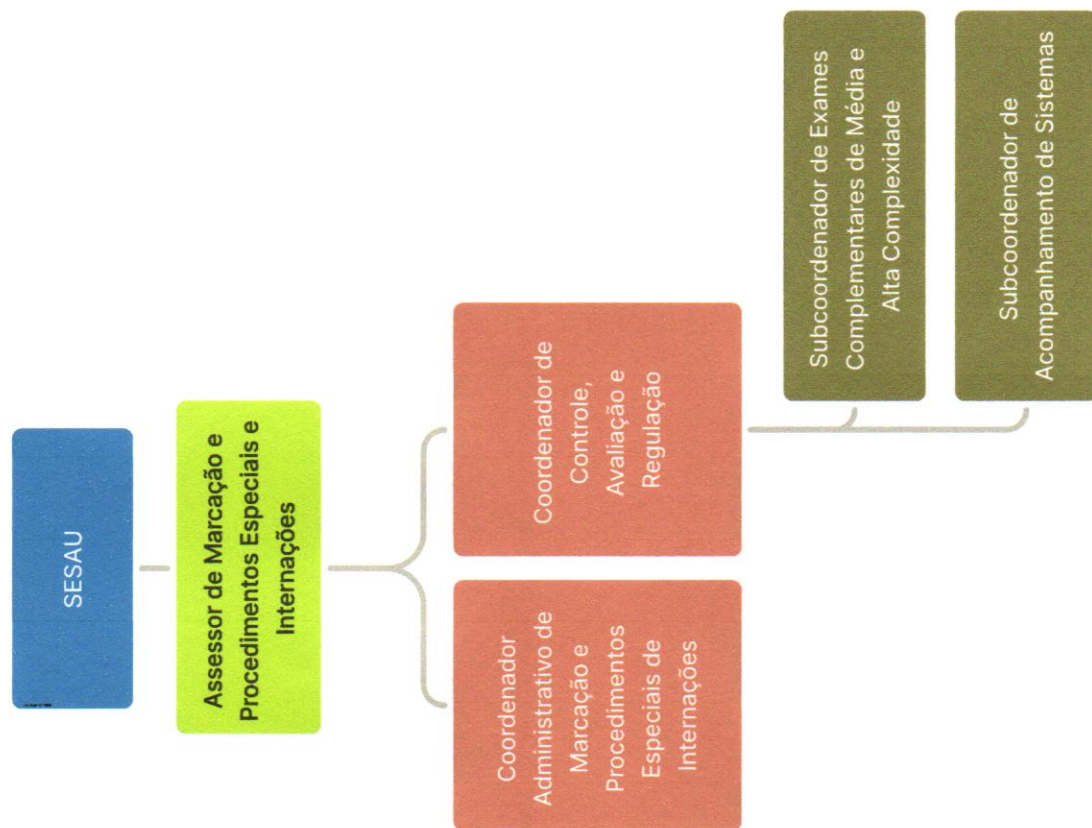 SESAU
Assessor de Marcação e
Procedimentos Especiais e
Internações
Coordenador
Administrativo de
Marcação e
Procedimentos
Especiais de
Internações
Coordenador de
Controle,
Avaliação e
Regulação
Subcoordenador de Exames
Complementares de Média e
Alta Complexidade
Subcoordenador de
Acompanhamento de Sistemas